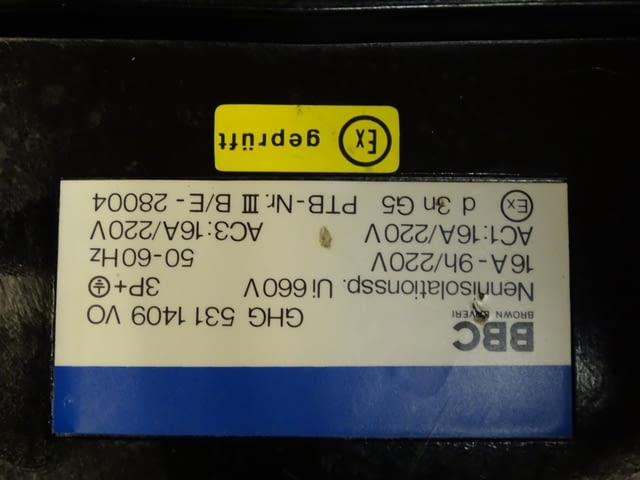 BBC
BROWN BOVERI
GHG 531 1409 VO
Nennisolationssp. Ui 660V 3P+
16A-9h/220V 50-60Hz
AC1:16A/220V AC3:16A/220V
Ex d 3n G5 PTB-Nr. III B/E-28004
Ex geprüft